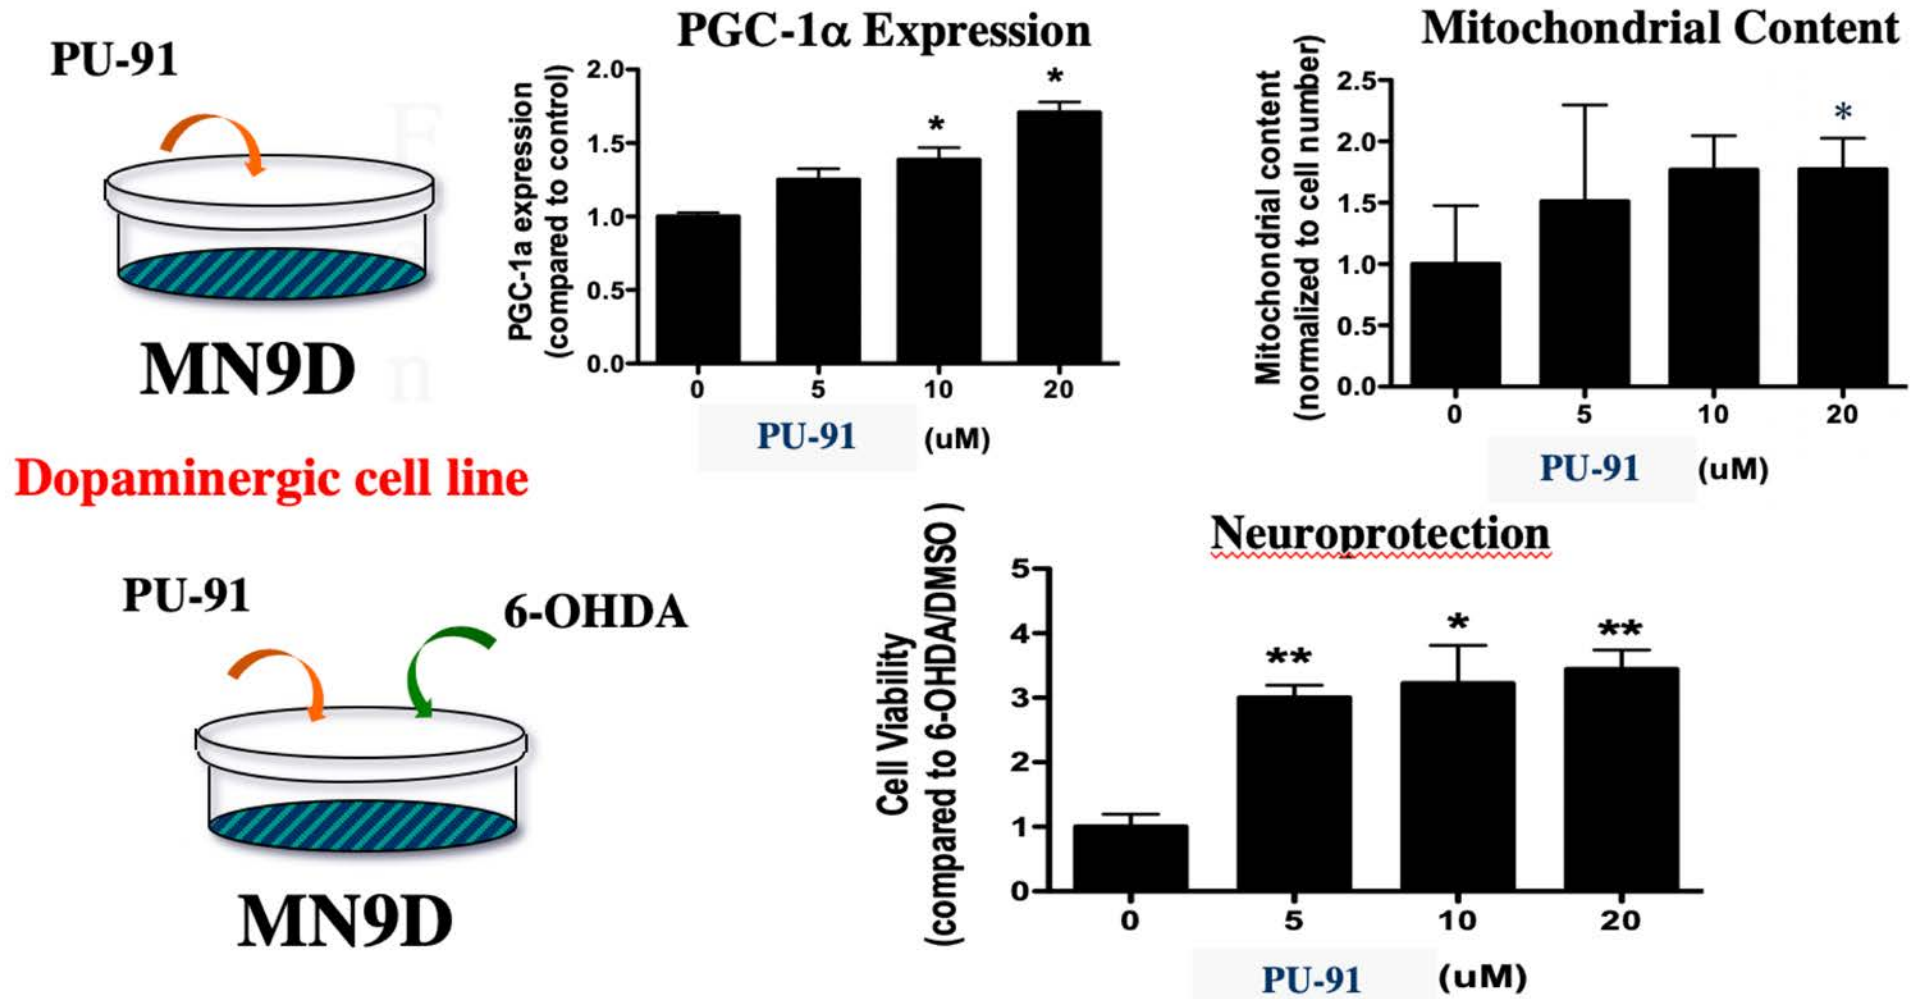 PU-91
MN9D
Dopaminergic cell line
PGC-1α Expression
PGC-1a expression
(compared to control)
2.0
1.5
1.0
0.5
0.0
*
*
0 5 10 20
PU-91 (uM)
Mitochondrial Content
Mitochondrial content
(normalized to cell number)
2.5
2.0
1.5
1.0
0.5
0.0
*
0 5 10 20
PU-91 (uM)
PU-91
6-OHDA
MN9D
Neuroprotection
Cell Viability
(compared to 6-OHDA/DMSO )
5
4
3
2
1
0
** * **
0 5 10 20
PU-91 (uM)
F
n